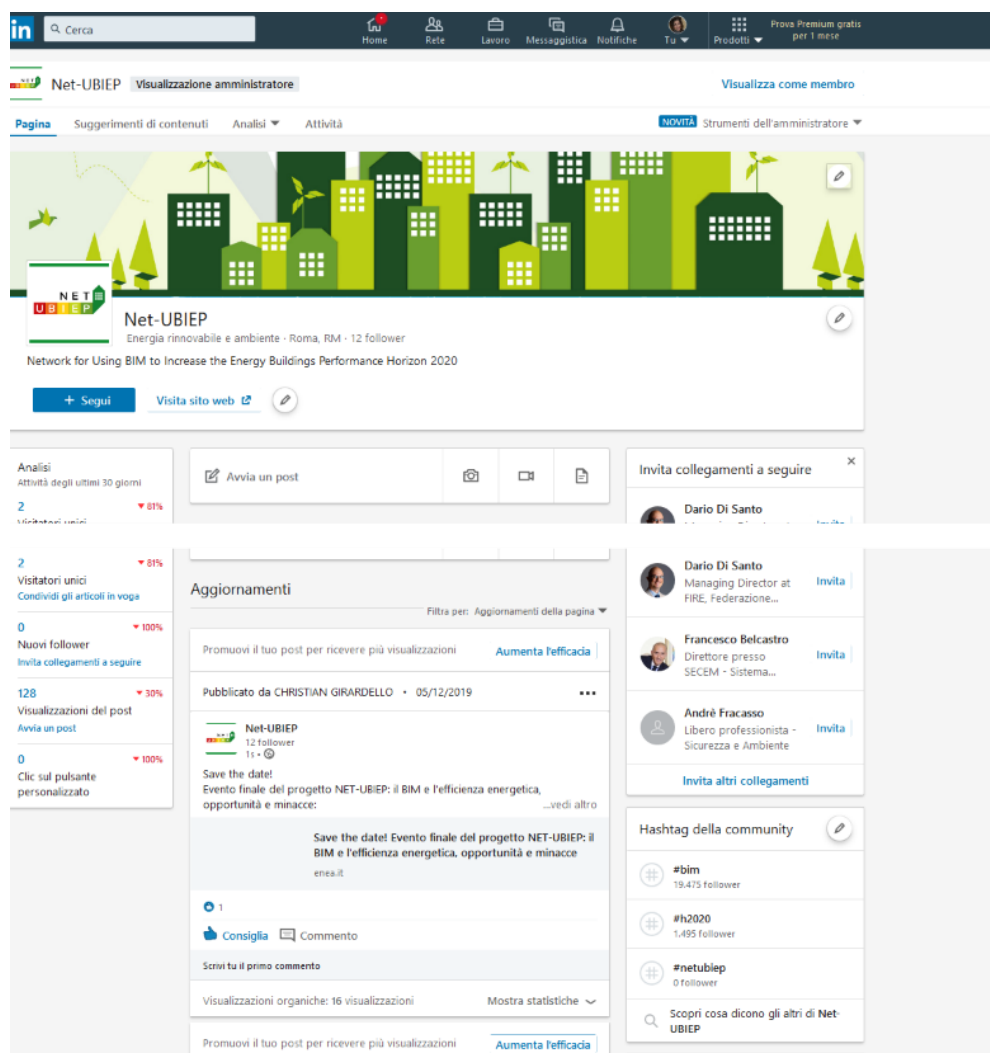 in
Cerca
Home
Rete
Lavoro
Messaggistica
Notifiche
Tu
Prodotti
Prova Premium gratis
per 1 mese
Net-UBIEP
Visualizzazione amministratore
Visualizza come membro
Pagina
Suggerimenti di contenuti
Analisi
Attività
NOVITÀ Strumenti dell'amministratore
NET
UBIEP
Net-UBIEP
Energia rinnovabile e ambiente · Roma, RM · 12 follower
Network for Using BIM to Increase the Energy Buildings Performance Horizon 2020
+ Segui
Visita sito web
Analisi
Attività degli ultimi 30 giorni
2
81%
Visitatori unici
Avvia un post
Invita collegamenti a seguire
Dario Di Santo
Invita
2
81%
Visitatori unici
Condividi gli articoli in voga
0
100%
Nuovi follower
Invita collegamenti a seguire
128
30%
Visualizzazioni del post
Avvia un post
0
100%
Clic sul pulsante
personalizzato
Aggiornamenti
Filtra per: Aggiornamenti della pagina
Promuovi il tuo post per ricevere più visualizzazioni
Aumenta l'efficacia
Pubblicato da CHRISTIAN GIRARDELLO • 05/12/2019
Net-UBIEP
12 follower
1s •
Save the date!
Evento finale del progetto NET-UBIEP: il BIM e l'efficienza energetica,
opportunità e minacce:
...vedi altro
Save the date! Evento finale del progetto NET-UBIEP: il
BIM e l'efficienza energetica, opportunità e minacce
enea.it
1
Consiglia
Commento
Scrivi tu il primo commento
Visualizzazioni organiche: 16 visualizzazioni
Mostra statistiche
Promuovi il tuo post per ricevere più visualizzazioni
Aumenta l'efficacia
Dario Di Santo
Managing Director at
FIRE, Federazione...
Invita
Francesco Belcastro
Direttore presso
SECEM - Sistema...
Invita
Andrè Fracasso
Libero professionista -
Sicurezza e Ambiente
Invita
Invita altri collegamenti
Hashtag della community
#bim
19.475 follower
#h2020
1.495 follower
#netubiep
0 follower
Scopri cosa dicono gli altri di Net-
UBIEP